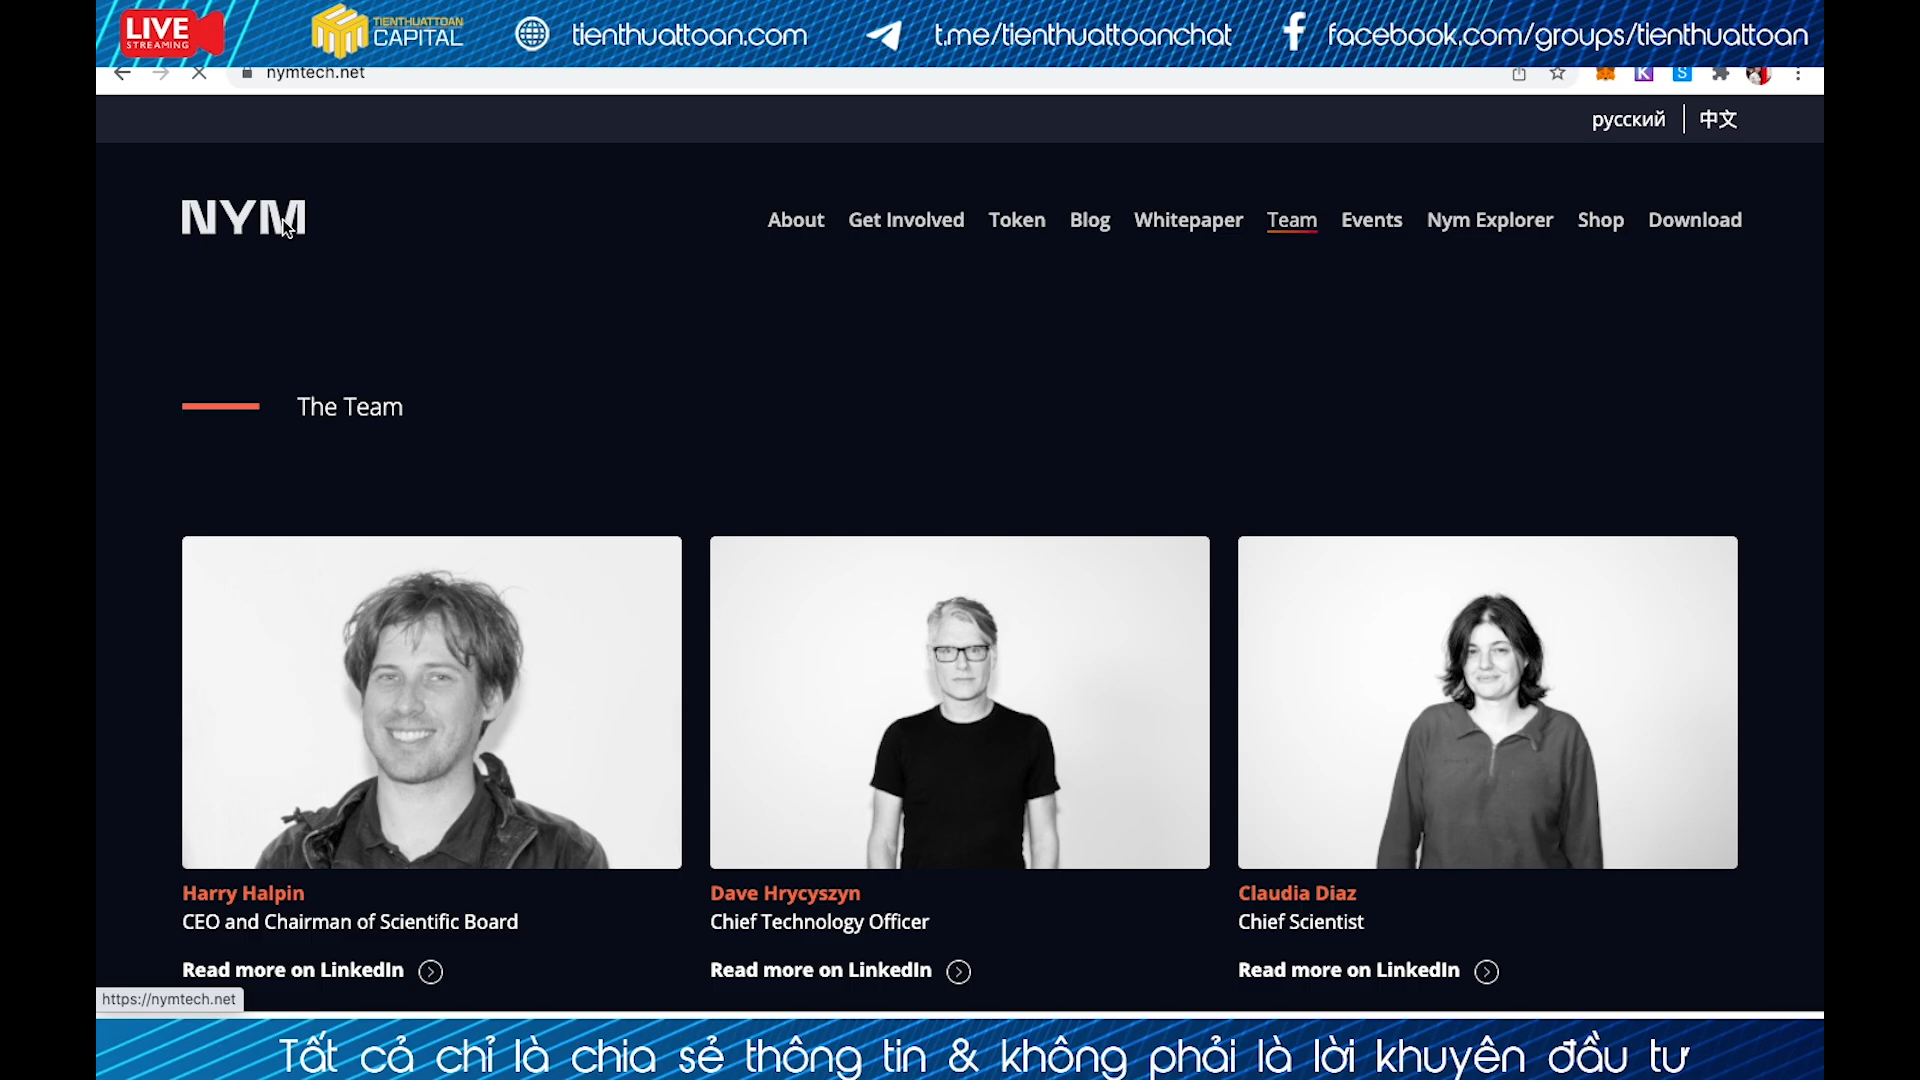 LIVE
STREAMING
TIENTHUATTOAN
CAPITAL
tienthuattoan.com
t.me/tienthuattoanchat
facebook.com/groups/tienthuattoan
nymtech.net
русский
中文
NYM
About
Get Involved
Token
Blog
Whitepaper
Team
Events
Nym Explorer
Shop
Download
The Team
Harry Halpin
CEO and Chairman of Scientific Board
Read more on LinkedIn
Dave Hrycyszyn
Chief Technology Officer
Read more on LinkedIn
Claudia Diaz
Chief Scientist
Read more on LinkedIn
https://nymtech.net
Tất cả chỉ là chia sẻ thông tin & không phải là lời khuyên đầu tư